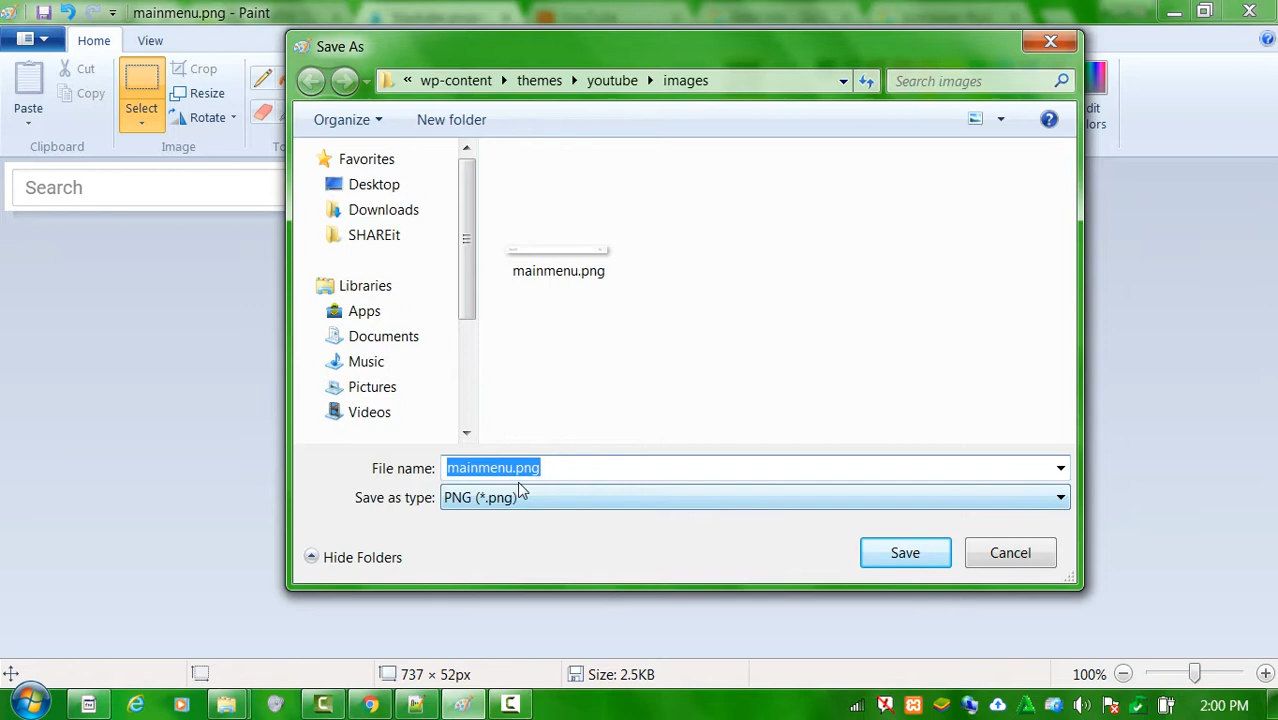 mainmenu.png - Paint
Home
View
Paste
Cut
Copy
Clipboard
Select
Crop
Resize
Rotate
Image
To
dit
lors
Search
Save As
« wp-content themes youtube images
Search images
Organize
New folder
Favorites
Desktop
Downloads
SHAREit
Libraries
Apps
Documents
Music
Pictures
Videos
mainmenu.png
File name: mainmenu.png
Save as type: PNG (*.png)
Hide Folders
Save
Cancel
737 × 52px
Size: 2.5KB
100%
2:00 PM